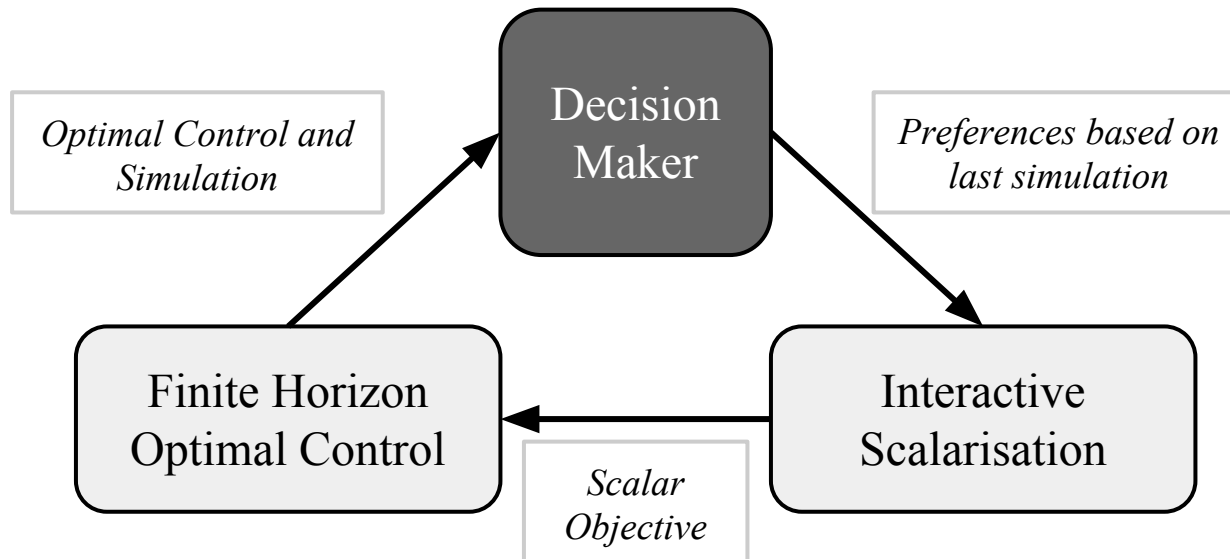 Decision
Maker
Optimal Control and
Simulation
Preferences based on
last simulation
Finite Horizon
Optimal Control
Interactive
Scalarisation
Scalar
Objective